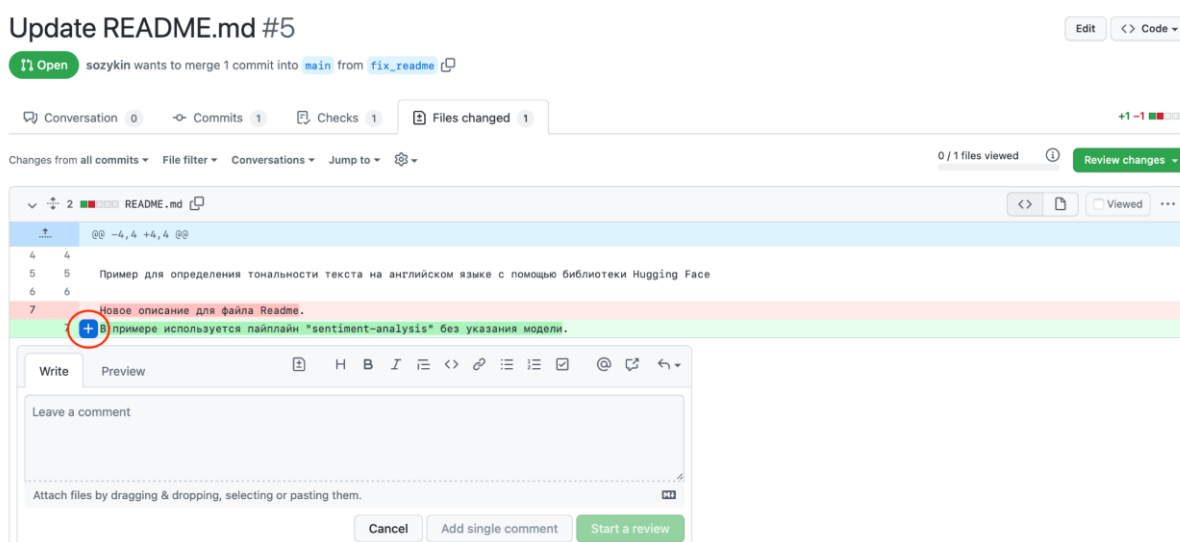 Update README.md #5
Edit
<> Code
Open
sozykin wants to merge 1 commit into main from fix_readme
Conversation 0
Commits 1
Checks 1
Files changed 1
+1 −1
Changes from all commits
File filter
Conversations
Jump to
0 / 1 files viewed
Review changes
2 README.md
Viewed
@@ -4,4 +4,4 @@
4 4
5 5 Пример для определения тональности текста на английском языке с помощью библиотеки Hugging Face
6 6
7 Новое описание для файла Readme.
7 В примере используется пайплайн "sentiment-analysis" без указания модели.
Write
Preview
H B I
Leave a comment
Attach files by dragging & dropping, selecting or pasting them.
Cancel
Add single comment
Start a review